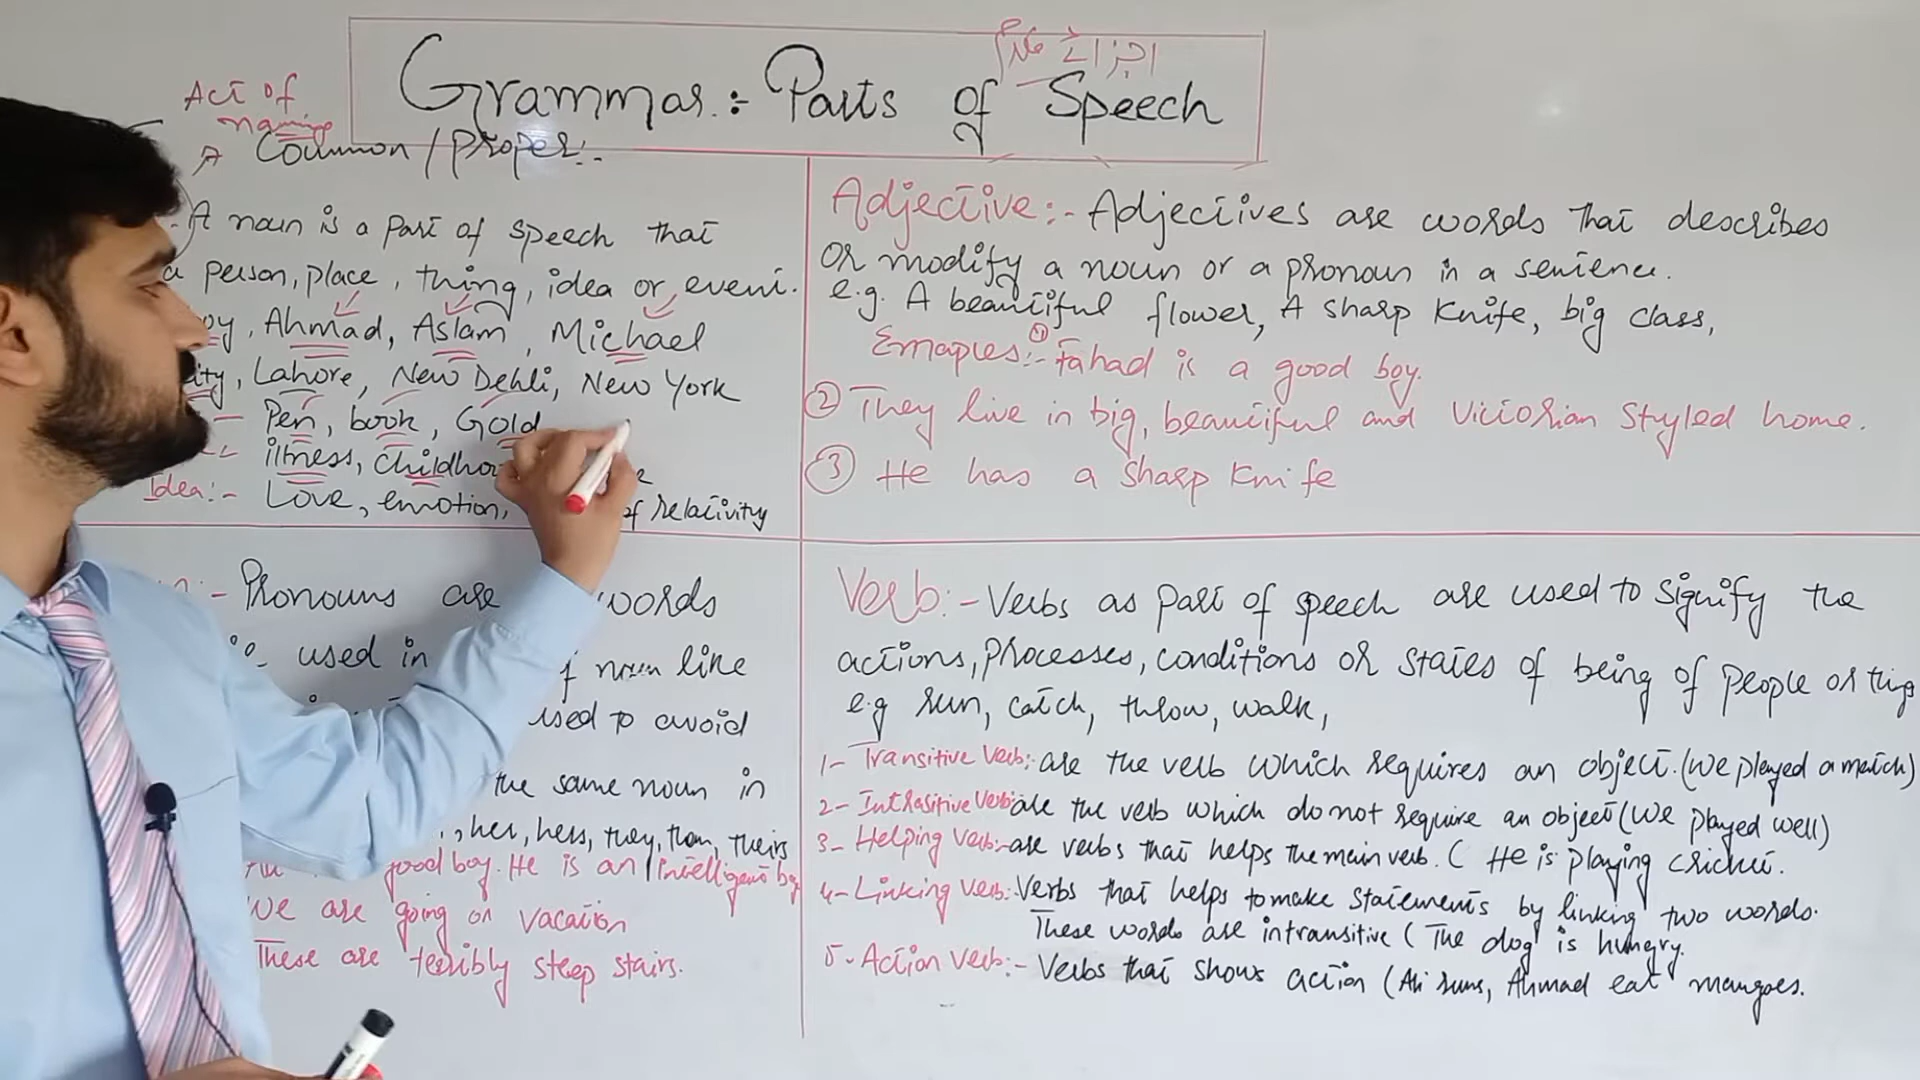 اجزائے کلام
Grammar:- Parts of Speech
Act of
naming
Common / Proper:-
A noun is a part of speech that
a person, place, thing, idea or event.
Ahmad, Aslam, Michael
Lahore, New Dehli, New York
Pen, book, Gold
illness,
Idea:- Love, emotion, of relativity
Adjective:- Adjectives are words that describes
or modify a noun or a pronoun in a sentence.
e.g. A beautiful flower, A sharp Knife, big class,
Emaples:- (1) Fahad is a good boy.
(2) They live in big, beautiful and Victorian Styled home.
(3) He has a sharp Knife
:- Pronouns are words
used in of noun like
used to avoid
the same noun in
, her, hers, they, them, theirs
good boy. He is an intelligent boy
We are going on vacation
These are terribly steep stairs.
Verb:- Verbs as part of speech are used to signify the
actions, processes, conditions or states of being of people or things
e.g run, catch, throw, walk,
1- Transitive Verb: are the verb which requires an object. (We played a match)
2- Intrasitive Verb: are the verb which do not require an object (We played well)
3- Helping verb:- are verbs that helps the main verb. ( He is playing cricket.
4- Linking verb: Verbs that helps to make statements by linking two words.
These words are intransitive ( The dog is hungry.
5- Action verb:- Verbs that shows action (Ali runs, Ahmad eat mangoes.